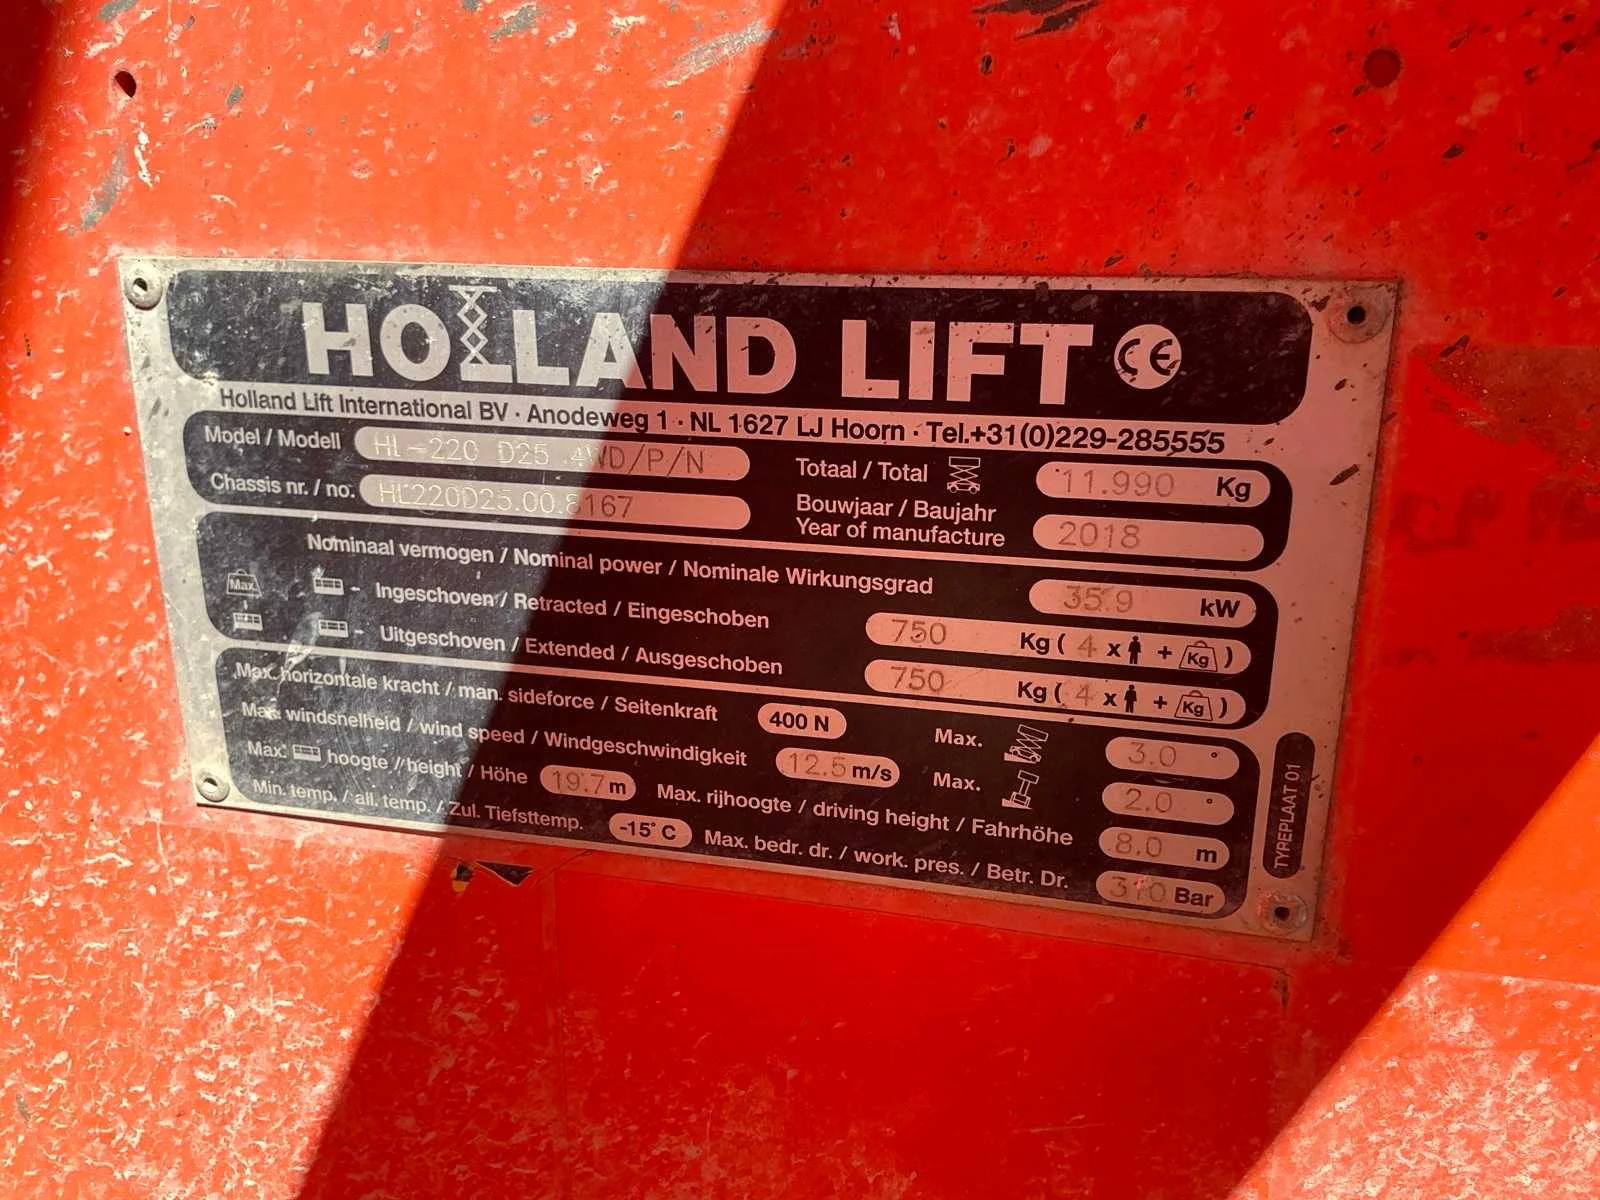 HOLLAND LIFT CE
Holland Lift International BV · Anodeweg 1 · NL 1627 LJ Hoorn · Tel.+31(0)229-285555
Model / Modell HL-220 D25 4WD/P/N
Totaal / Total 11.990 Kg
Chassis nr. / no. HL220D25.00.8167
Bouwjaar / Baujahr
Year of manufacture 2018
Nominaal vermogen / Nominal power / Nominale Wirkungsgrad 35.9 kW
Max.
- Ingeschoven / Retracted / Eingeschoben 750 Kg ( 4 x + Kg )
- Uitgeschoven / Extended / Ausgeschoben 750 Kg ( 4 x + Kg )
Max. horizontale kracht / man. sideforce / Seitenkraft 400 N Max. 3.0 °
Max. windsnelheid / wind speed / Windgeschwindigkeit 12.5 m/s Max. 2.0 °
Max. hoogte / height / Höhe 19.7 m Max. rijhoogte / driving height / Fahrhöhe 8.0 m
Min. temp. / all. temp. / Zul. Tiefsttemp. -15° C Max. bedr. dr. / work. pres. / Betr. Dr. 310 Bar
TYPEPLAAT 01